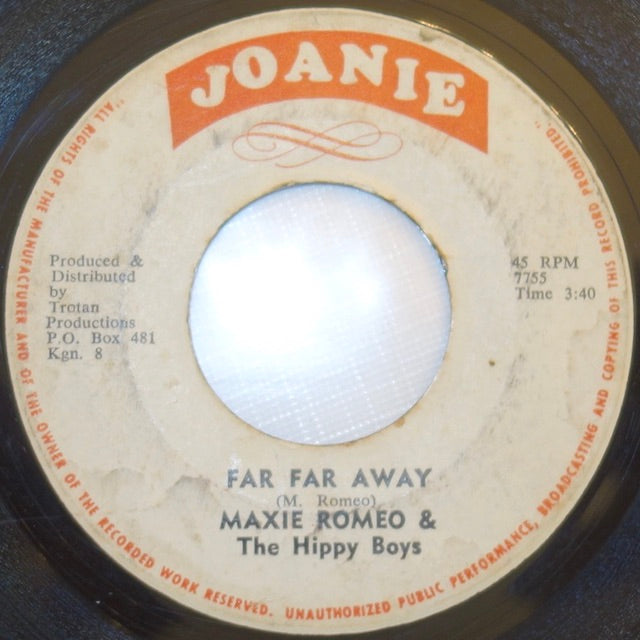 JOANIE
Produced &
Distributed
by
Trotan
Productions
P.O. Box 481
Kgn. 8
45 RPM
7755
Time 3:40
FAR FAR AWAY
(M. Romeo)
MAXIE ROMEO &
The Hippy Boys
"ALL RIGHTS OF THE MANUFACTURER AND OF THE OWNER OF THE RECORDED WORK RESERVED. UNAUTHORIZED PUBLIC PERFORMANCE, BROADCASTING AND COPYING OF THIS RECORD PROHIBITED"